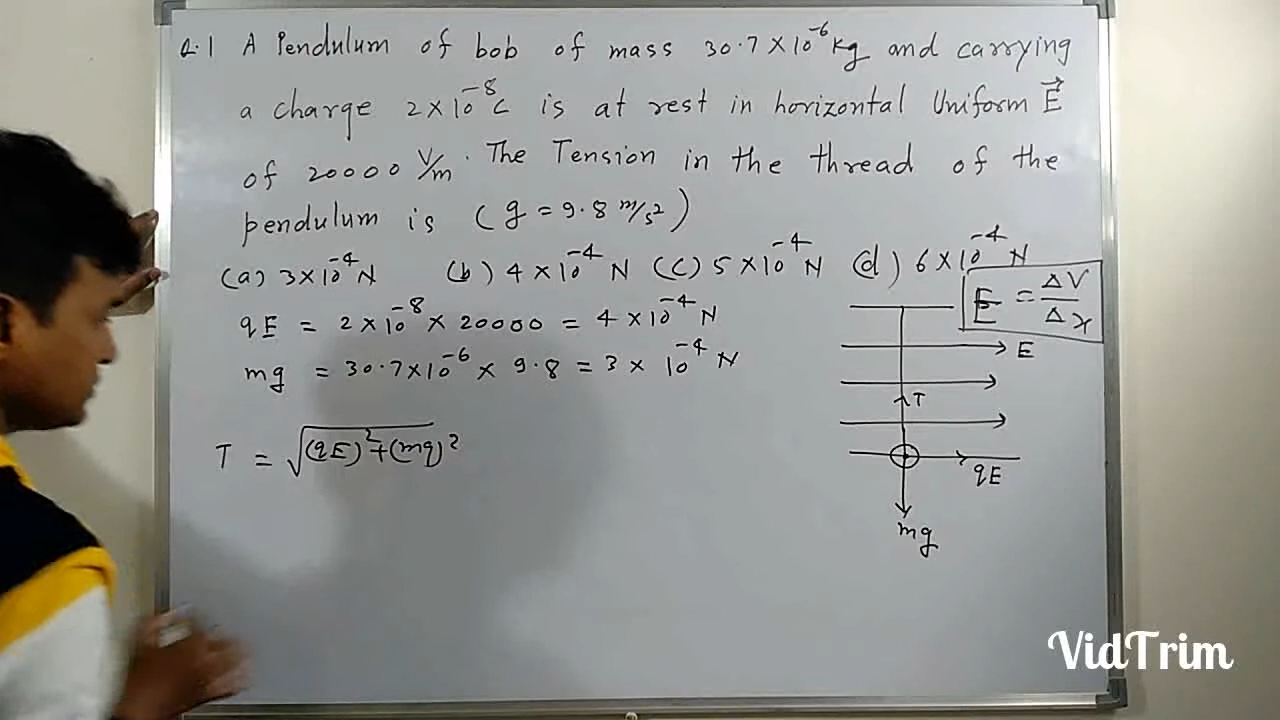 Q.1 A Pendulum of bob of mass 30.7 × 10⁻⁶ kg and carrying
a charge 2 × 10⁻⁸ C is at rest in horizontal Uniform E⃗
of 20000 V/m. The Tension in the thread of the
pendulum is (g = 9.8 m/s²)
(a) 3 × 10⁻⁴ N (b) 4 × 10⁻⁴ N (c) 5 × 10⁻⁴ N (d) 6 × 10⁻⁴ N
qE = 2 × 10⁻⁸ × 20000 = 4 × 10⁻⁴ N
mg = 30.7 × 10⁻⁶ × 9.8 = 3 × 10⁻⁴ N
T = √(qE)² + (mg)²
E = ΔV/Δx
E
T
qE
mg
VidTrim